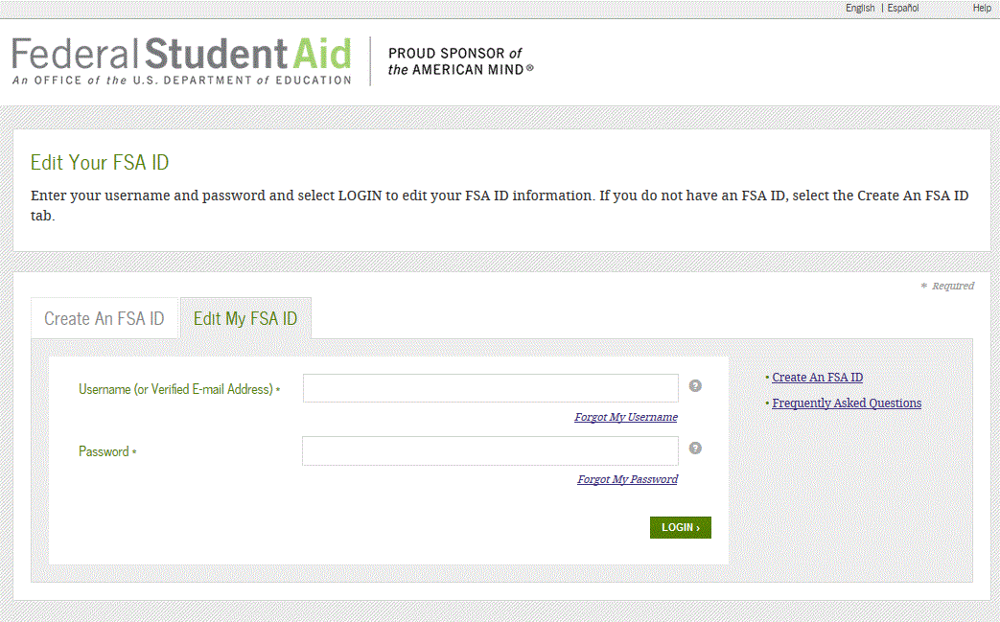 English | Español Help
Federal Student Aid
An OFFICE of the U.S. DEPARTMENT of EDUCATION
PROUD SPONSOR of
the AMERICAN MIND®
Edit Your FSA ID
Enter your username and password and select LOGIN to edit your FSA ID information. If you do not have an FSA ID, select the Create An FSA ID
tab.
* Required
Create An FSA ID Edit My FSA ID
Username (or Verified E-mail Address) *
?
Forgot My Username
Password *
?
Forgot My Password
LOGIN ›
• Create An FSA ID
• Frequently Asked Questions